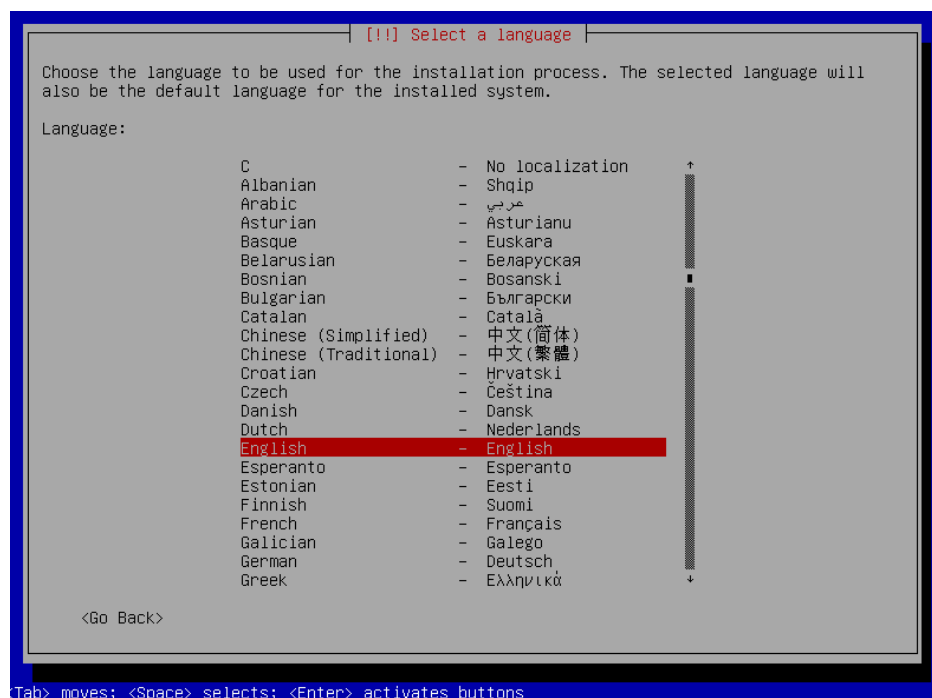 [!!] Select a language
Choose the language to be used for the installation process. The selected language will
also be the default language for the installed system.
Language:
C - No localization
Albanian - Shqip
Arabic - عربي
Asturian - Asturianu
Basque - Euskara
Belarusian - Беларуская
Bosnian - Bosanski
Bulgarian - Български
Catalan - Català
Chinese (Simplified) - 中文(简体)
Chinese (Traditional) - 中文(繁體)
Croatian - Hrvatski
Czech - Čeština
Danish - Dansk
Dutch - Nederlands
English - English
Esperanto - Esperanto
Estonian - Eesti
Finnish - Suomi
French - Français
Galician - Galego
German - Deutsch
Greek - Ελληνικά
<Go Back>
<Tab> moves; <Space> selects; <Enter> activates buttons